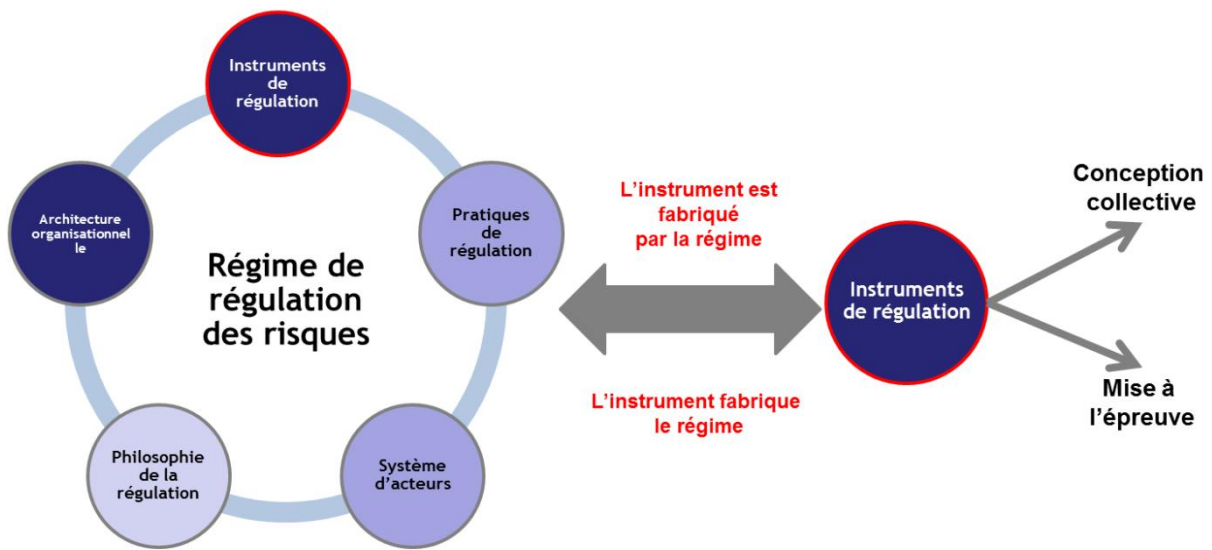 Instruments
de
régulation
Architecture
organisationnel
le
Pratiques
de
régulation
Régime de
régulation
des risques
Philosophie
de la
régulation
Système
d'acteurs
L'instrument est
fabriqué
par la régime
L'instrument fabrique
le régime
Instruments
de régulation
Conception
collective
Mise à
l'épreuve